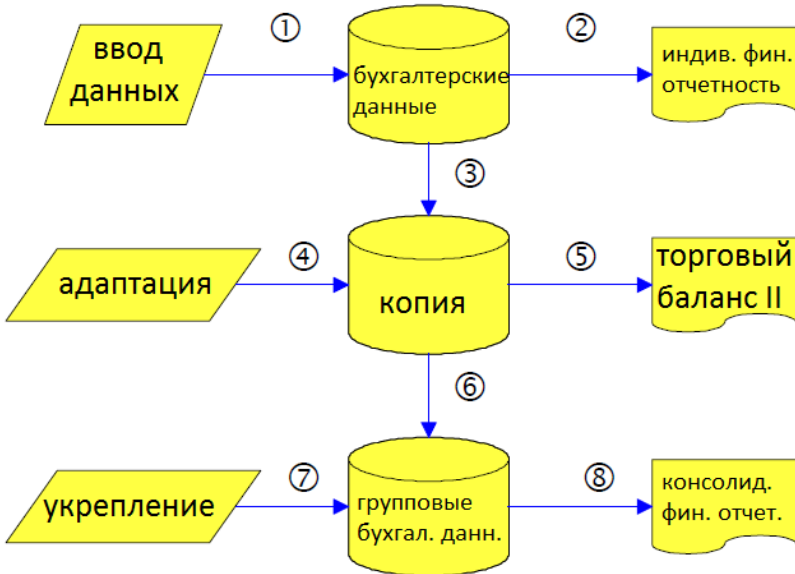 ①
②
ввод
данных
бухгалтерские
данные
индив. фин.
отчетность
③
④
⑤
адаптация
копия
торговый
баланс II
⑥
⑦
⑧
укрепление
групповые
бухгал. данн.
консолид.
фин. отчет.